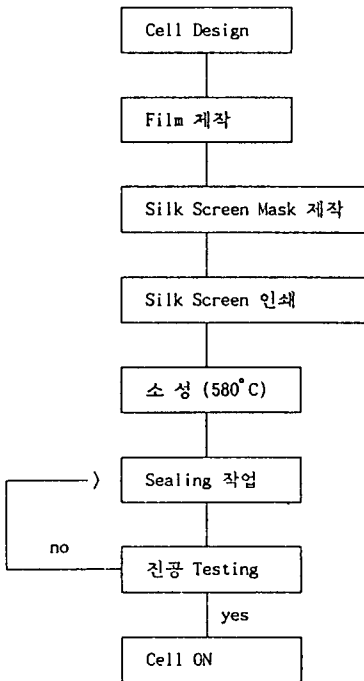 Cell Design
Film 제작
Silk Screen Mask 제작
Silk Screen 인쇄
소 성 (580°C)
Sealing 작업
no
진공 Testing
yes
Cell ON